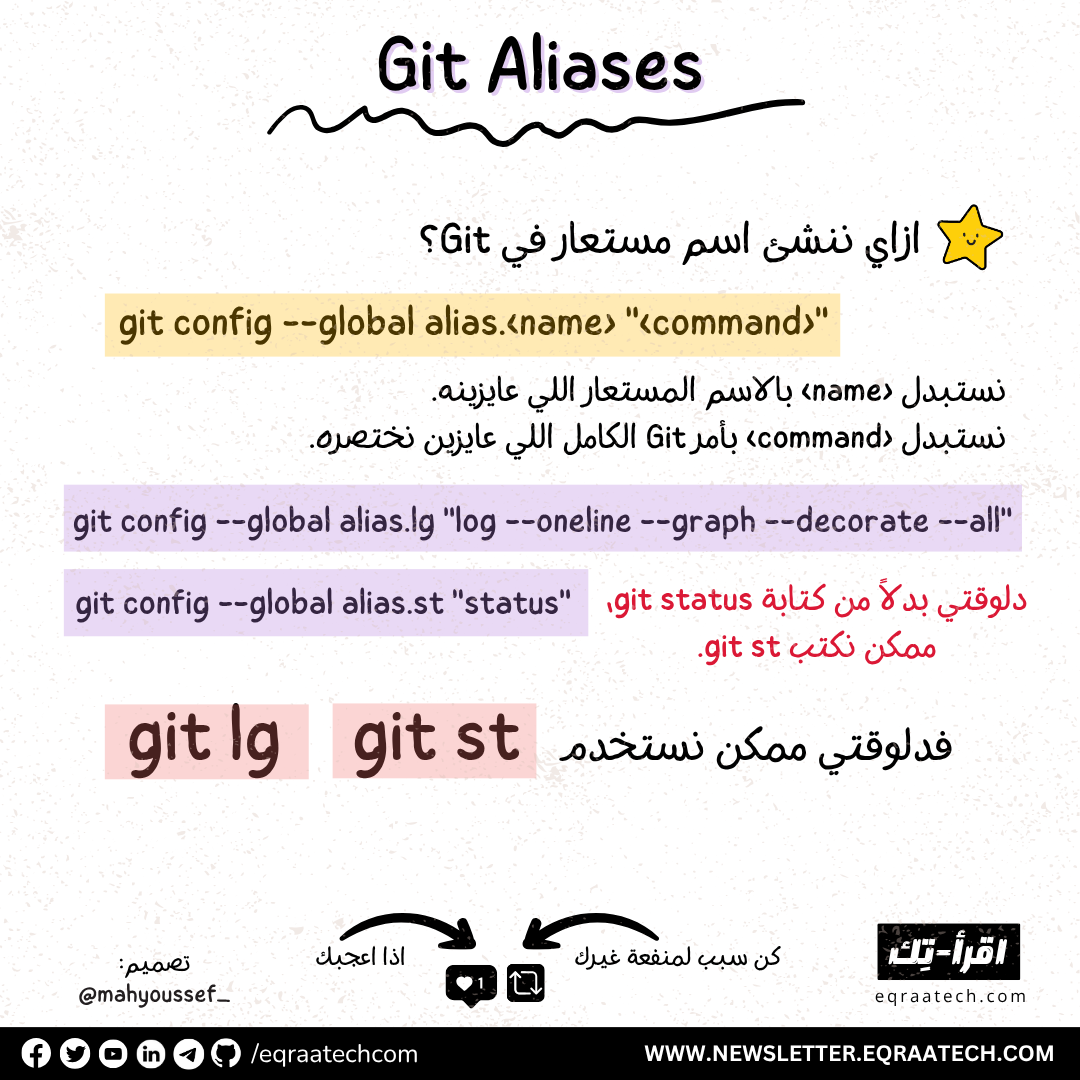 Git Aliases
ازاي ننشئ اسم مستعار في Git؟
git config --global alias.<name> "<command>"
نستبدل <name> بالاسم المستعار اللي عايزينه.
نستبدل <command> بأمر Git الكامل اللي عايزين نختصره.
git config --global alias.lg "log --oneline --graph --decorate --all"
git config --global alias.st "status"
دلوقتي بدلاً من كتابة git status،
ممكن نكتب git st.
فدلوقتي ممكن نستخدم
git st
git lg
كن سبب لمنفعة غيرك
اذا اعجبك
1
تصميم:
@mahyoussef_
اقرأ-تِك
eqraatech.com
/eqraatechcom
WWW.NEWSLETTER.EQRAATECH.COM